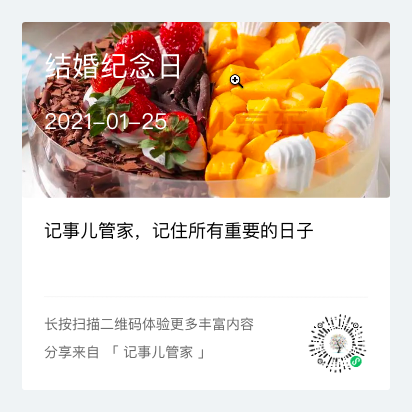 结婚纪念日
2021-01-25
记事儿管家，记住所有重要的日子
长按扫描二维码体验更多丰富内容
分享来自 「 记事儿管家 」